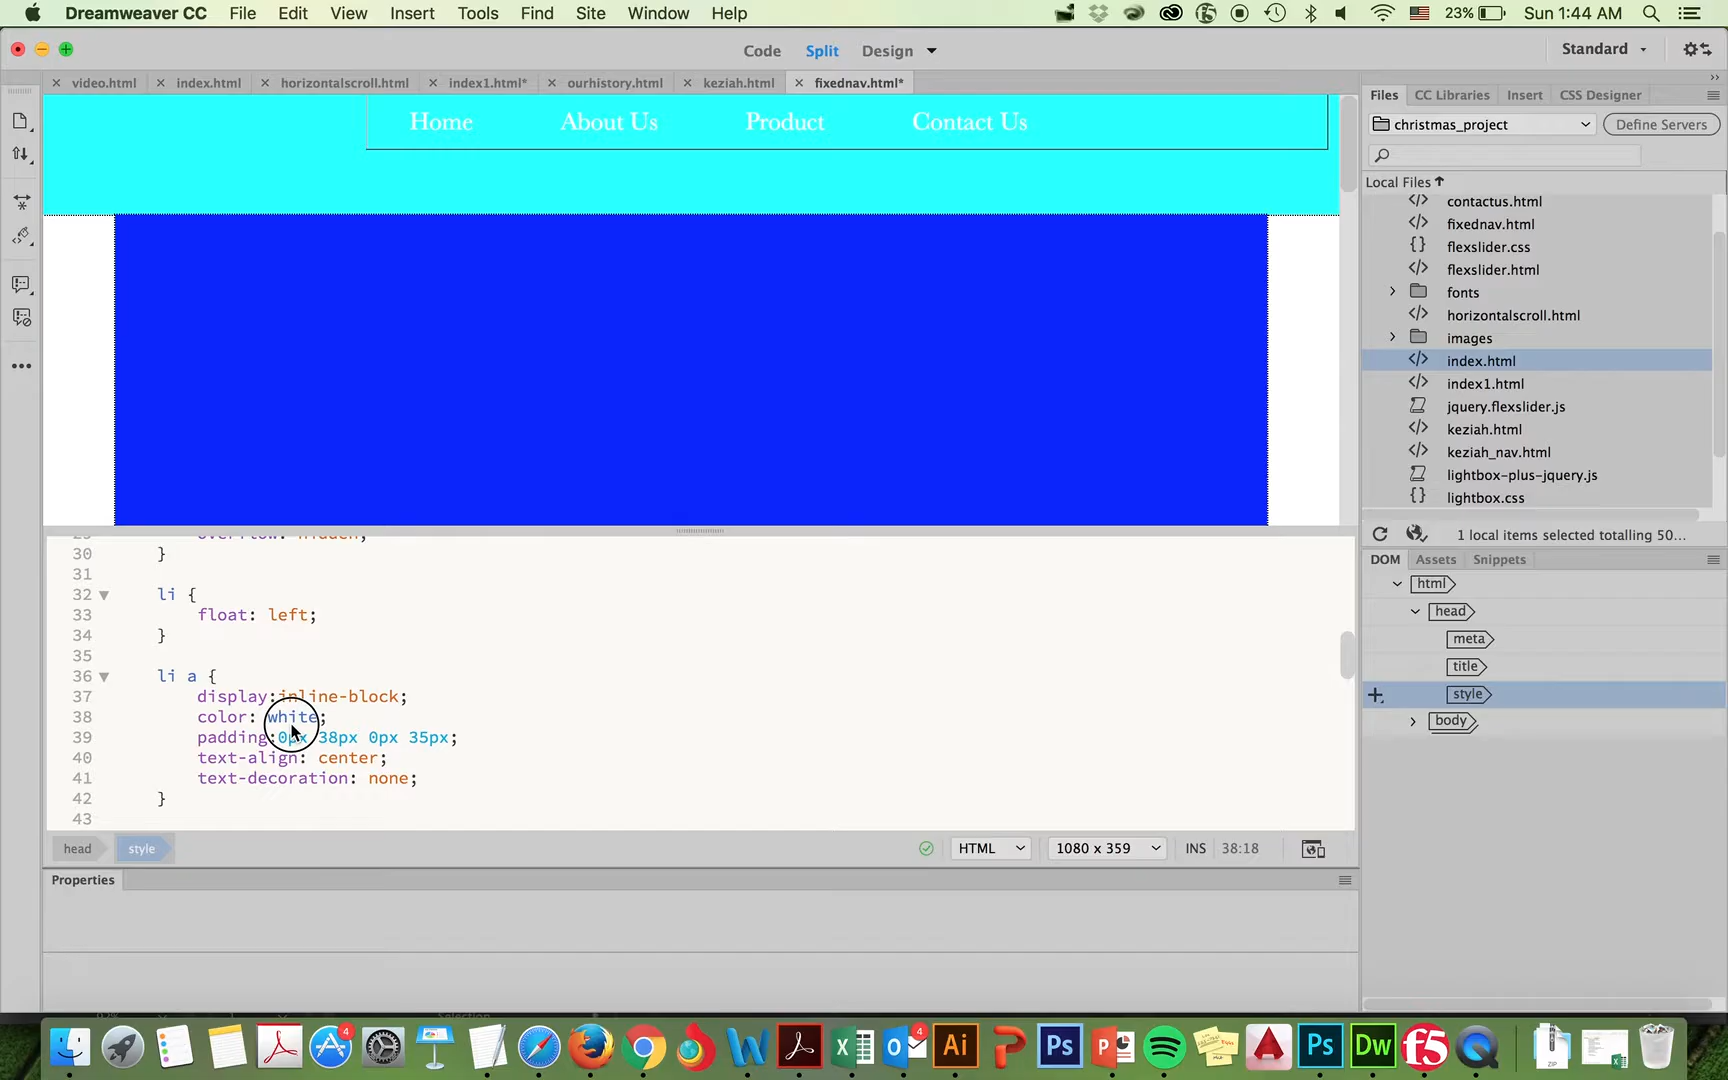 Dreamweaver CC File Edit View Insert Tools Find Site Window Help 23% Sun 1:44 AM
Code Split Design Standard
video.html index.html horizontalscroll.html index1.html* ourhistory.html keziah.html fixednav.html*
Home About Us Product Contact Us
30 }
31
32 li {
33 float: left;
34 }
35
36 li a {
37 display:inline-block;
38 color: white;
39 padding:0px 38px 0px 35px;
40 text-align: center;
41 text-decoration: none;
42 }
43
head style HTML 1080 x 359 INS 38:18
Properties
Files CC Libraries Insert CSS Designer
christmas_project Define Servers
Local Files
contactus.html
fixednav.html
flexslider.css
flexslider.html
fonts
horizontalscroll.html
images
index.html
index1.html
jquery.flexslider.js
keziah.html
keziah_nav.html
lightbox-plus-jquery.js
lightbox.css
1 local items selected totalling 50...
DOM Assets Snippets
html
head
meta
title
style
body
4 W 4 Ai Ps P Ps Dw f5